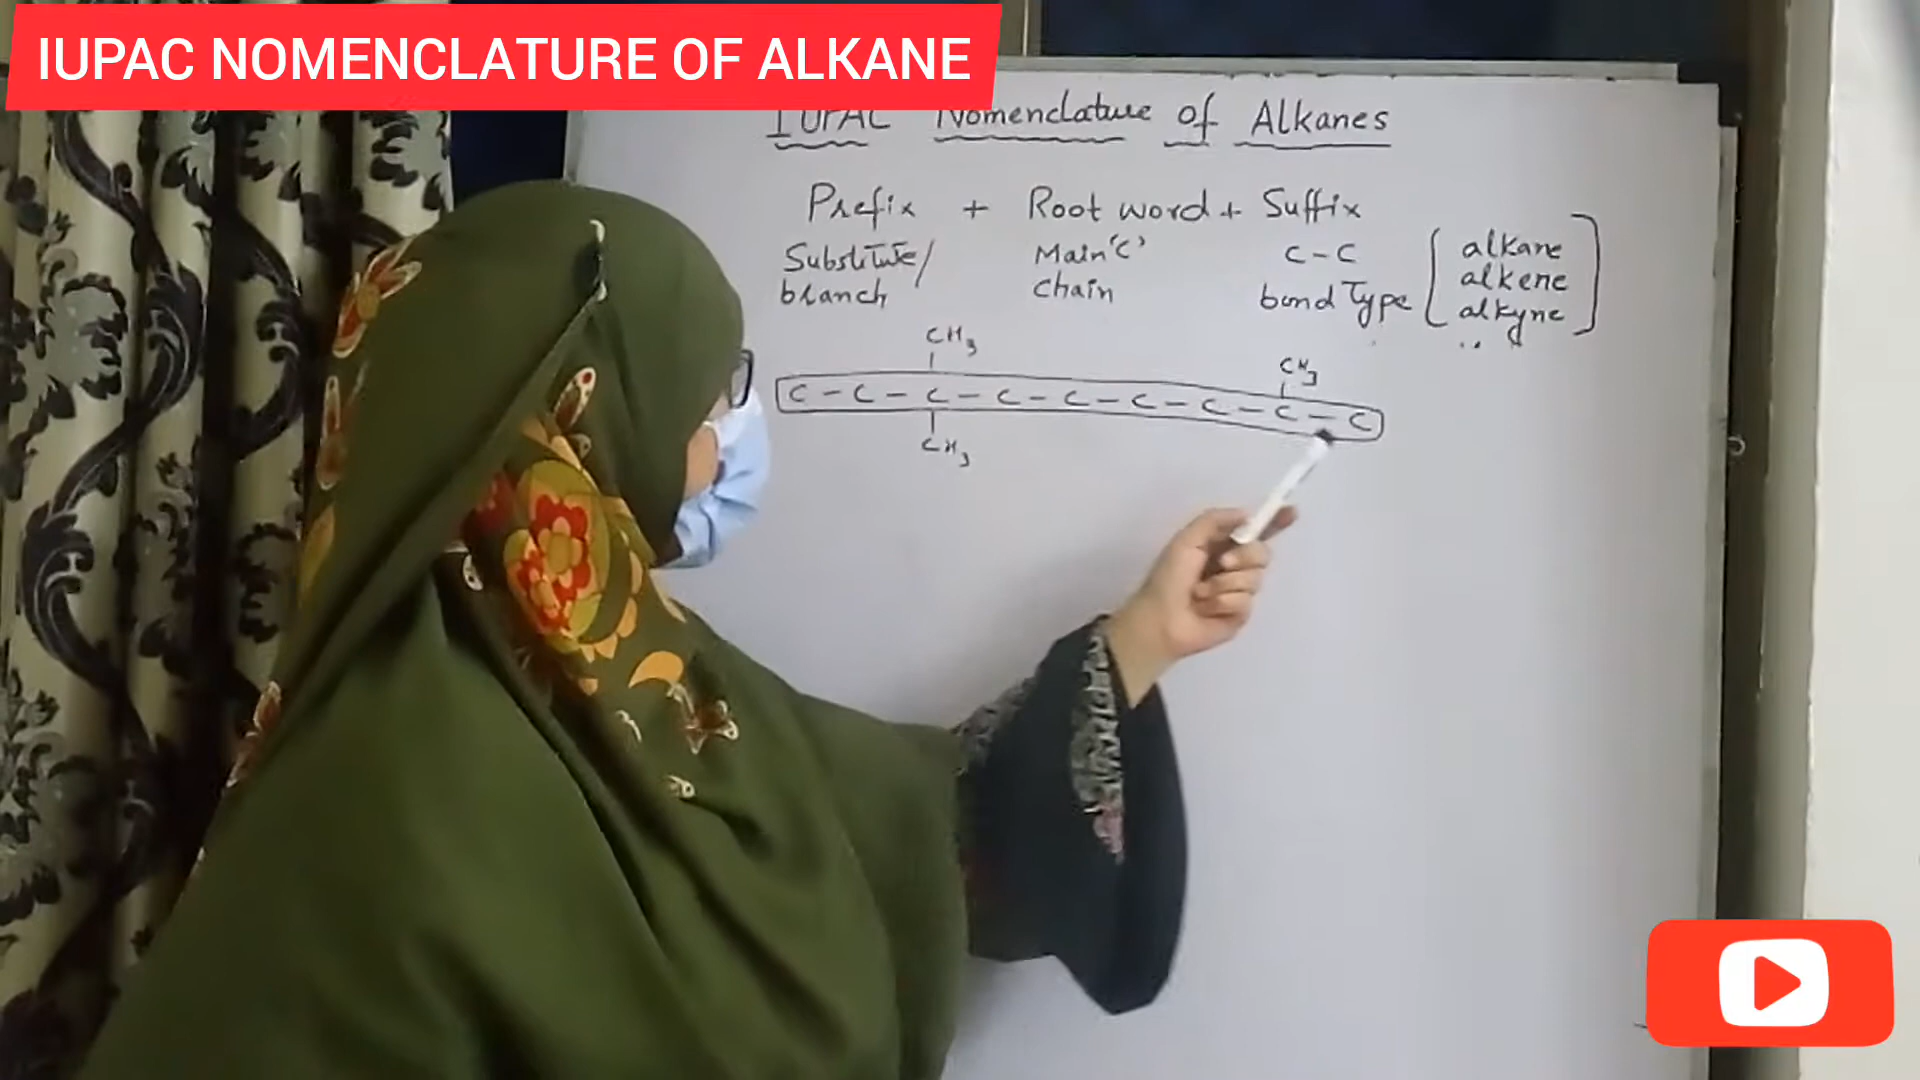 IUPAC NOMENCLATURE OF ALKANE
IUPAC Nomenclature of Alkanes
Prefix + Root word + Suffix
Substitute/ Main 'C' C-C alkane
branch chain bond Type alkene
alkyne
CH3 CH3
C-C-C-C-C-C-C-C-C
CH3